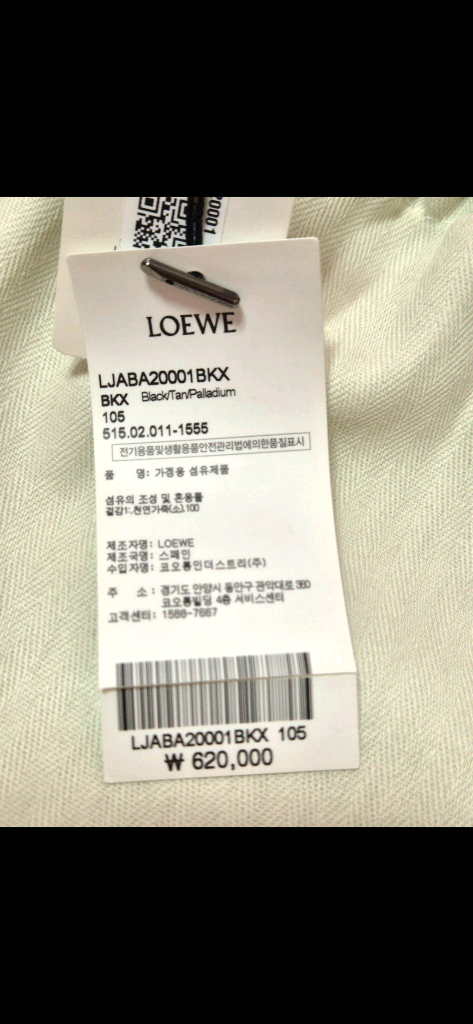 0001
LOEWE
LJABA20001BKX
BKX Black/Tan/Palladium
105
515.02.011-1555
전기용품및생활용품안전관리법에의한품질표시
품 명: 가정용 섬유제품
섬유의 조성 및 혼용률
겉감1:,천연가죽(소),100
제조자명: LOEWE
제조국명: 스페인
수입자명: 코오롱인더스트리(주)
주 소: 경기도 안양시 동안구 관악대로 360
코오롱빌딩 4층 서비스센터
고객센터: 1588-7667
LJABA20001BKX 105
₩ 620,000